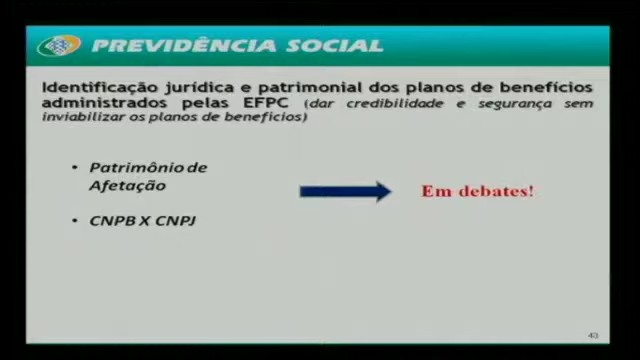 PREVIDÊNCIA SOCIAL
Identificação jurídica e patrimonial dos planos de benefícios
administrados pelas EFPC (dar credibilidade e segurança sem
inviabilizar os planos de benefícios)
• Patrimônio de
Afetação
Em debates!
• CNPB X CNPJ
43